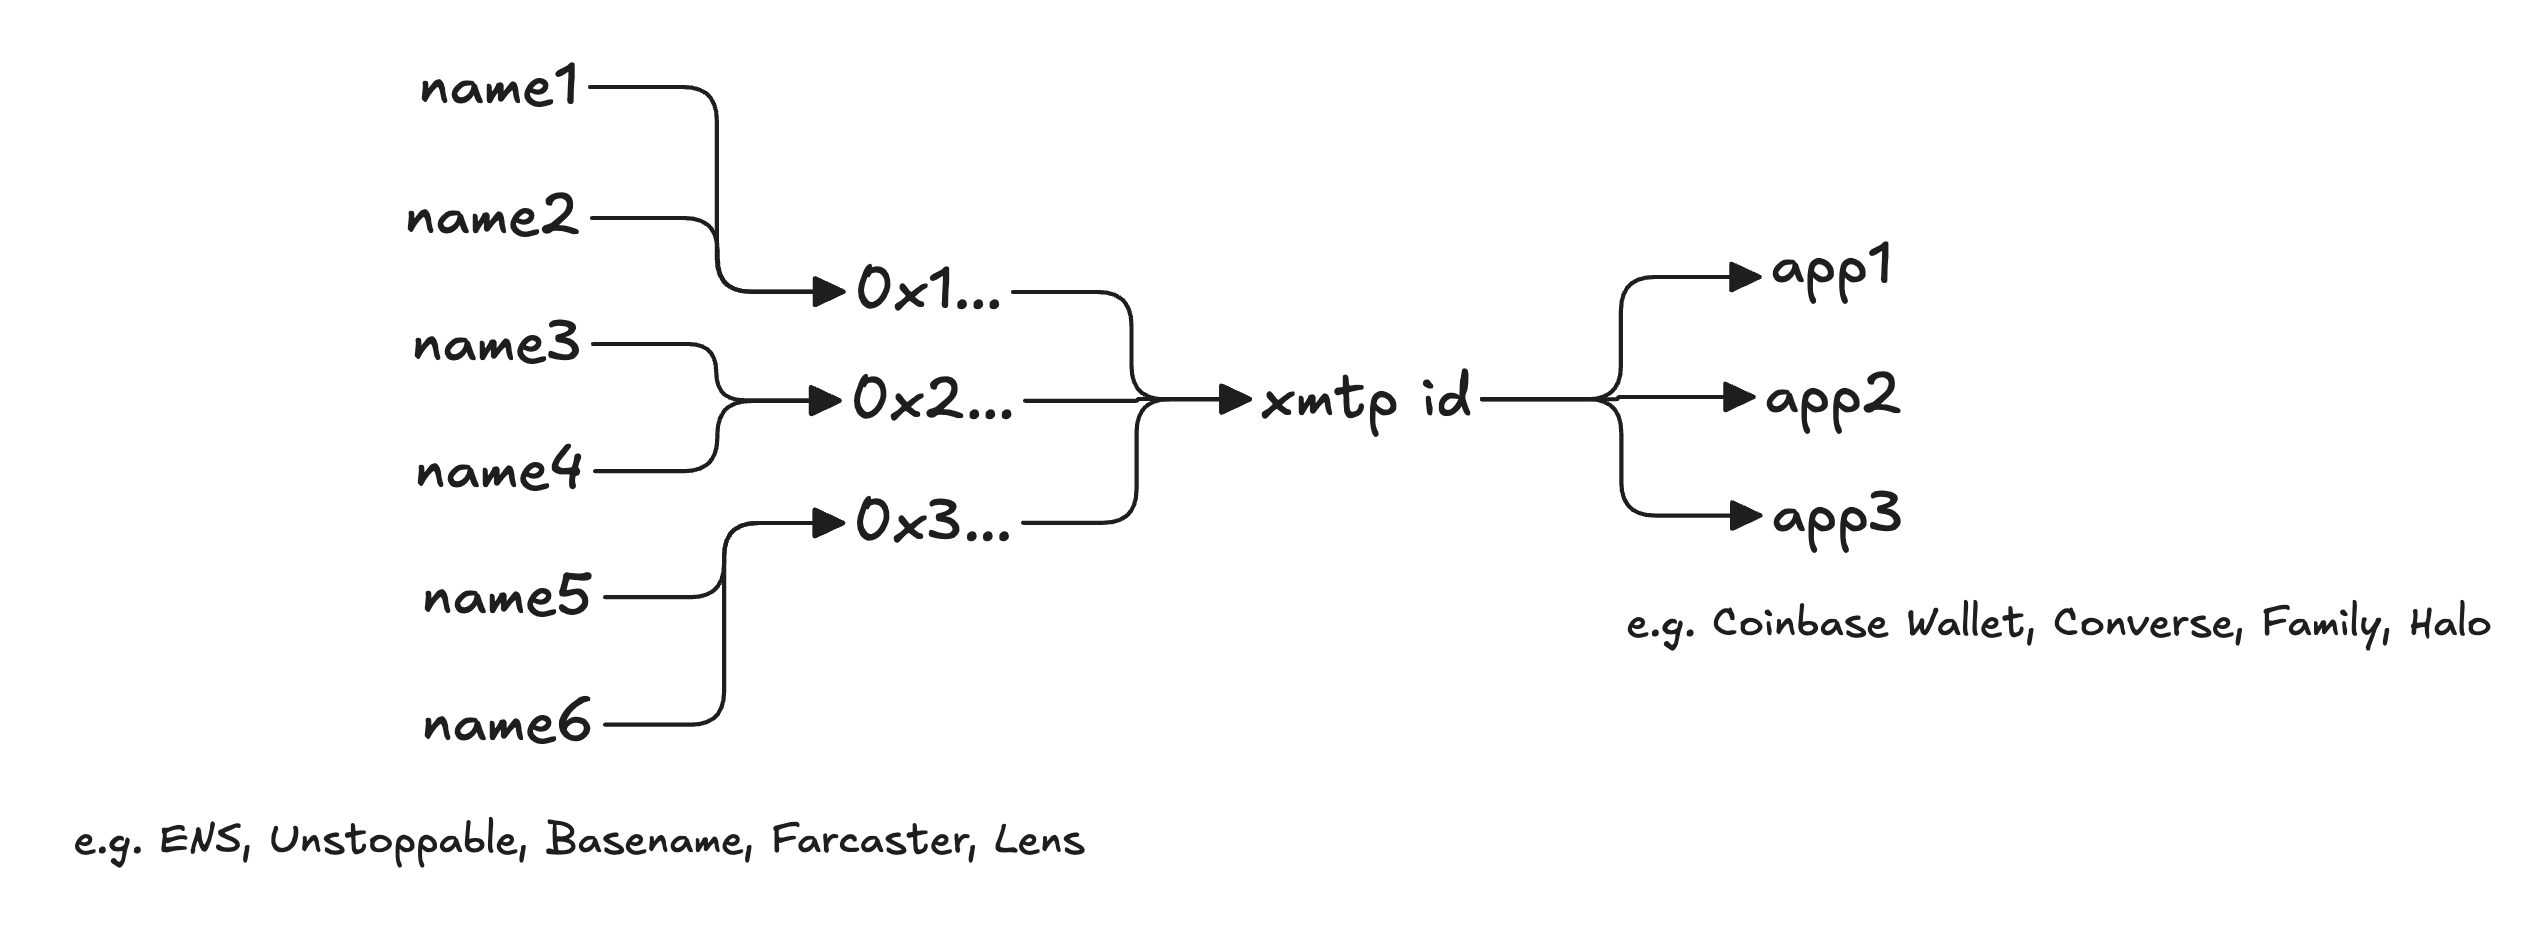 name1
name2
name3
name4
name5
name6
e.g. ENS, Unstoppable, Basename, Farcaster, Lens
0x1...
0x2...
0x3...
xmtp id
app1
app2
app3
e.g. Coinbase Wallet, Converse, Family, Halo